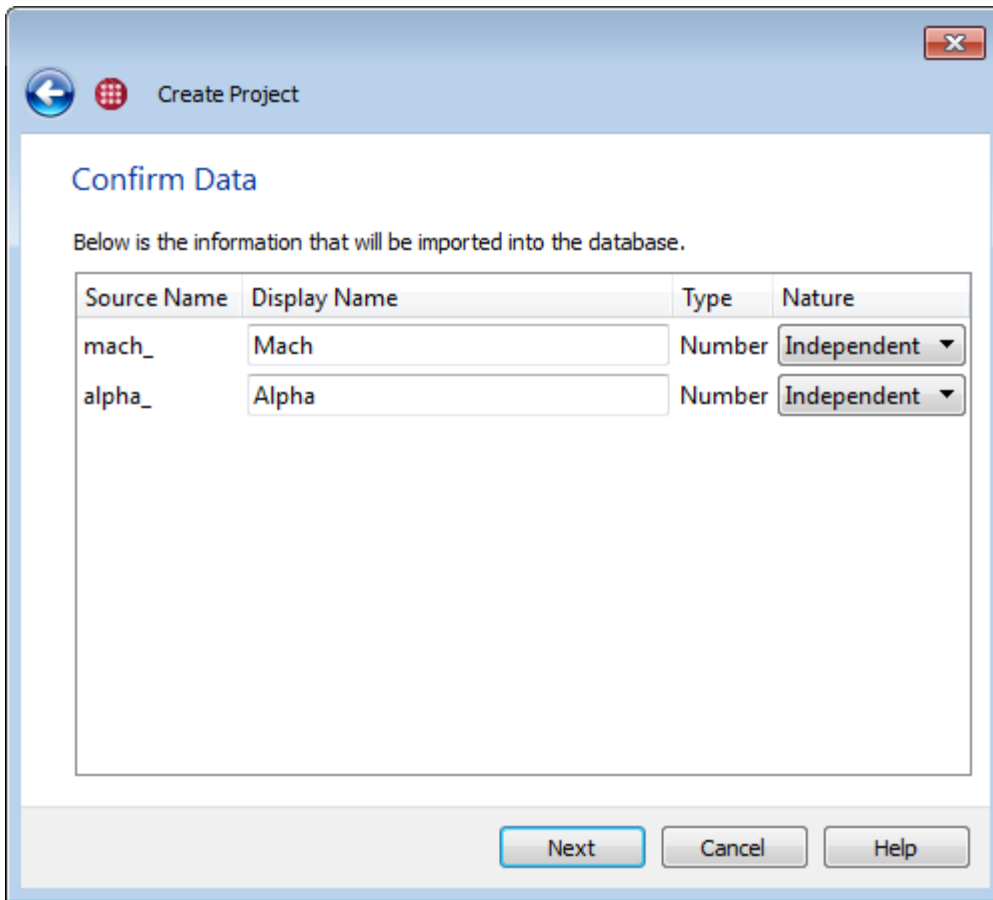 Create Project
Confirm Data
Below is the information that will be imported into the database.
Source Name Display Name Type Nature
mach_ Mach Number Independent
alpha_ Alpha Number Independent
Next Cancel Help